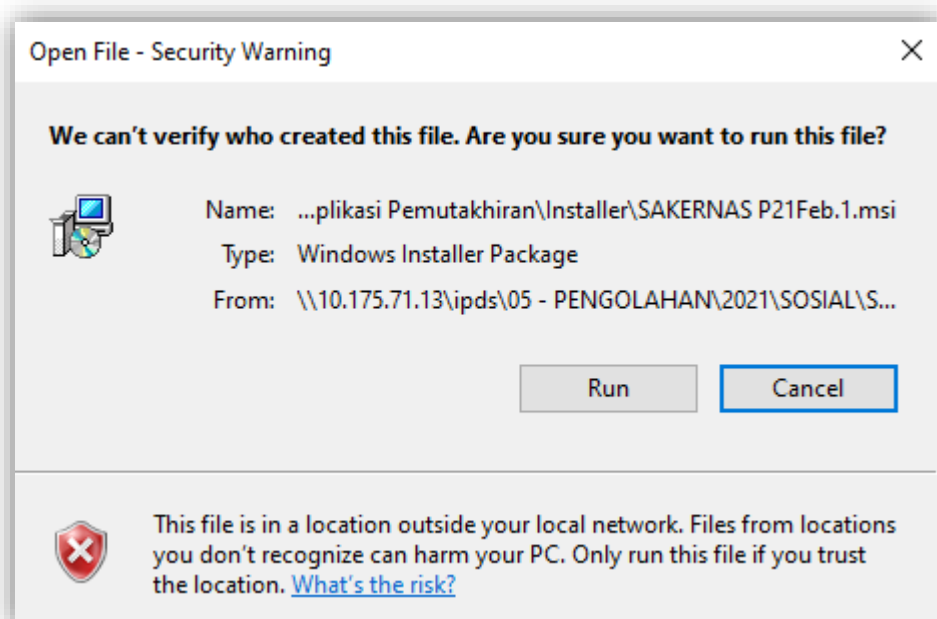 Open File - Security Warning
We can't verify who created this file. Are you sure you want to run this file?
Name: ...plikasi Pemutakhiran\Installer\SAKERNAS P21Feb.1.msi
Type: Windows Installer Package
From: \\10.175.71.13\ipds\05 - PENGOLAHAN\2021\SOSIAL\S...
Run Cancel
This file is in a location outside your local network. Files from locations
you don't recognize can harm your PC. Only run this file if you trust
the location. What's the risk?